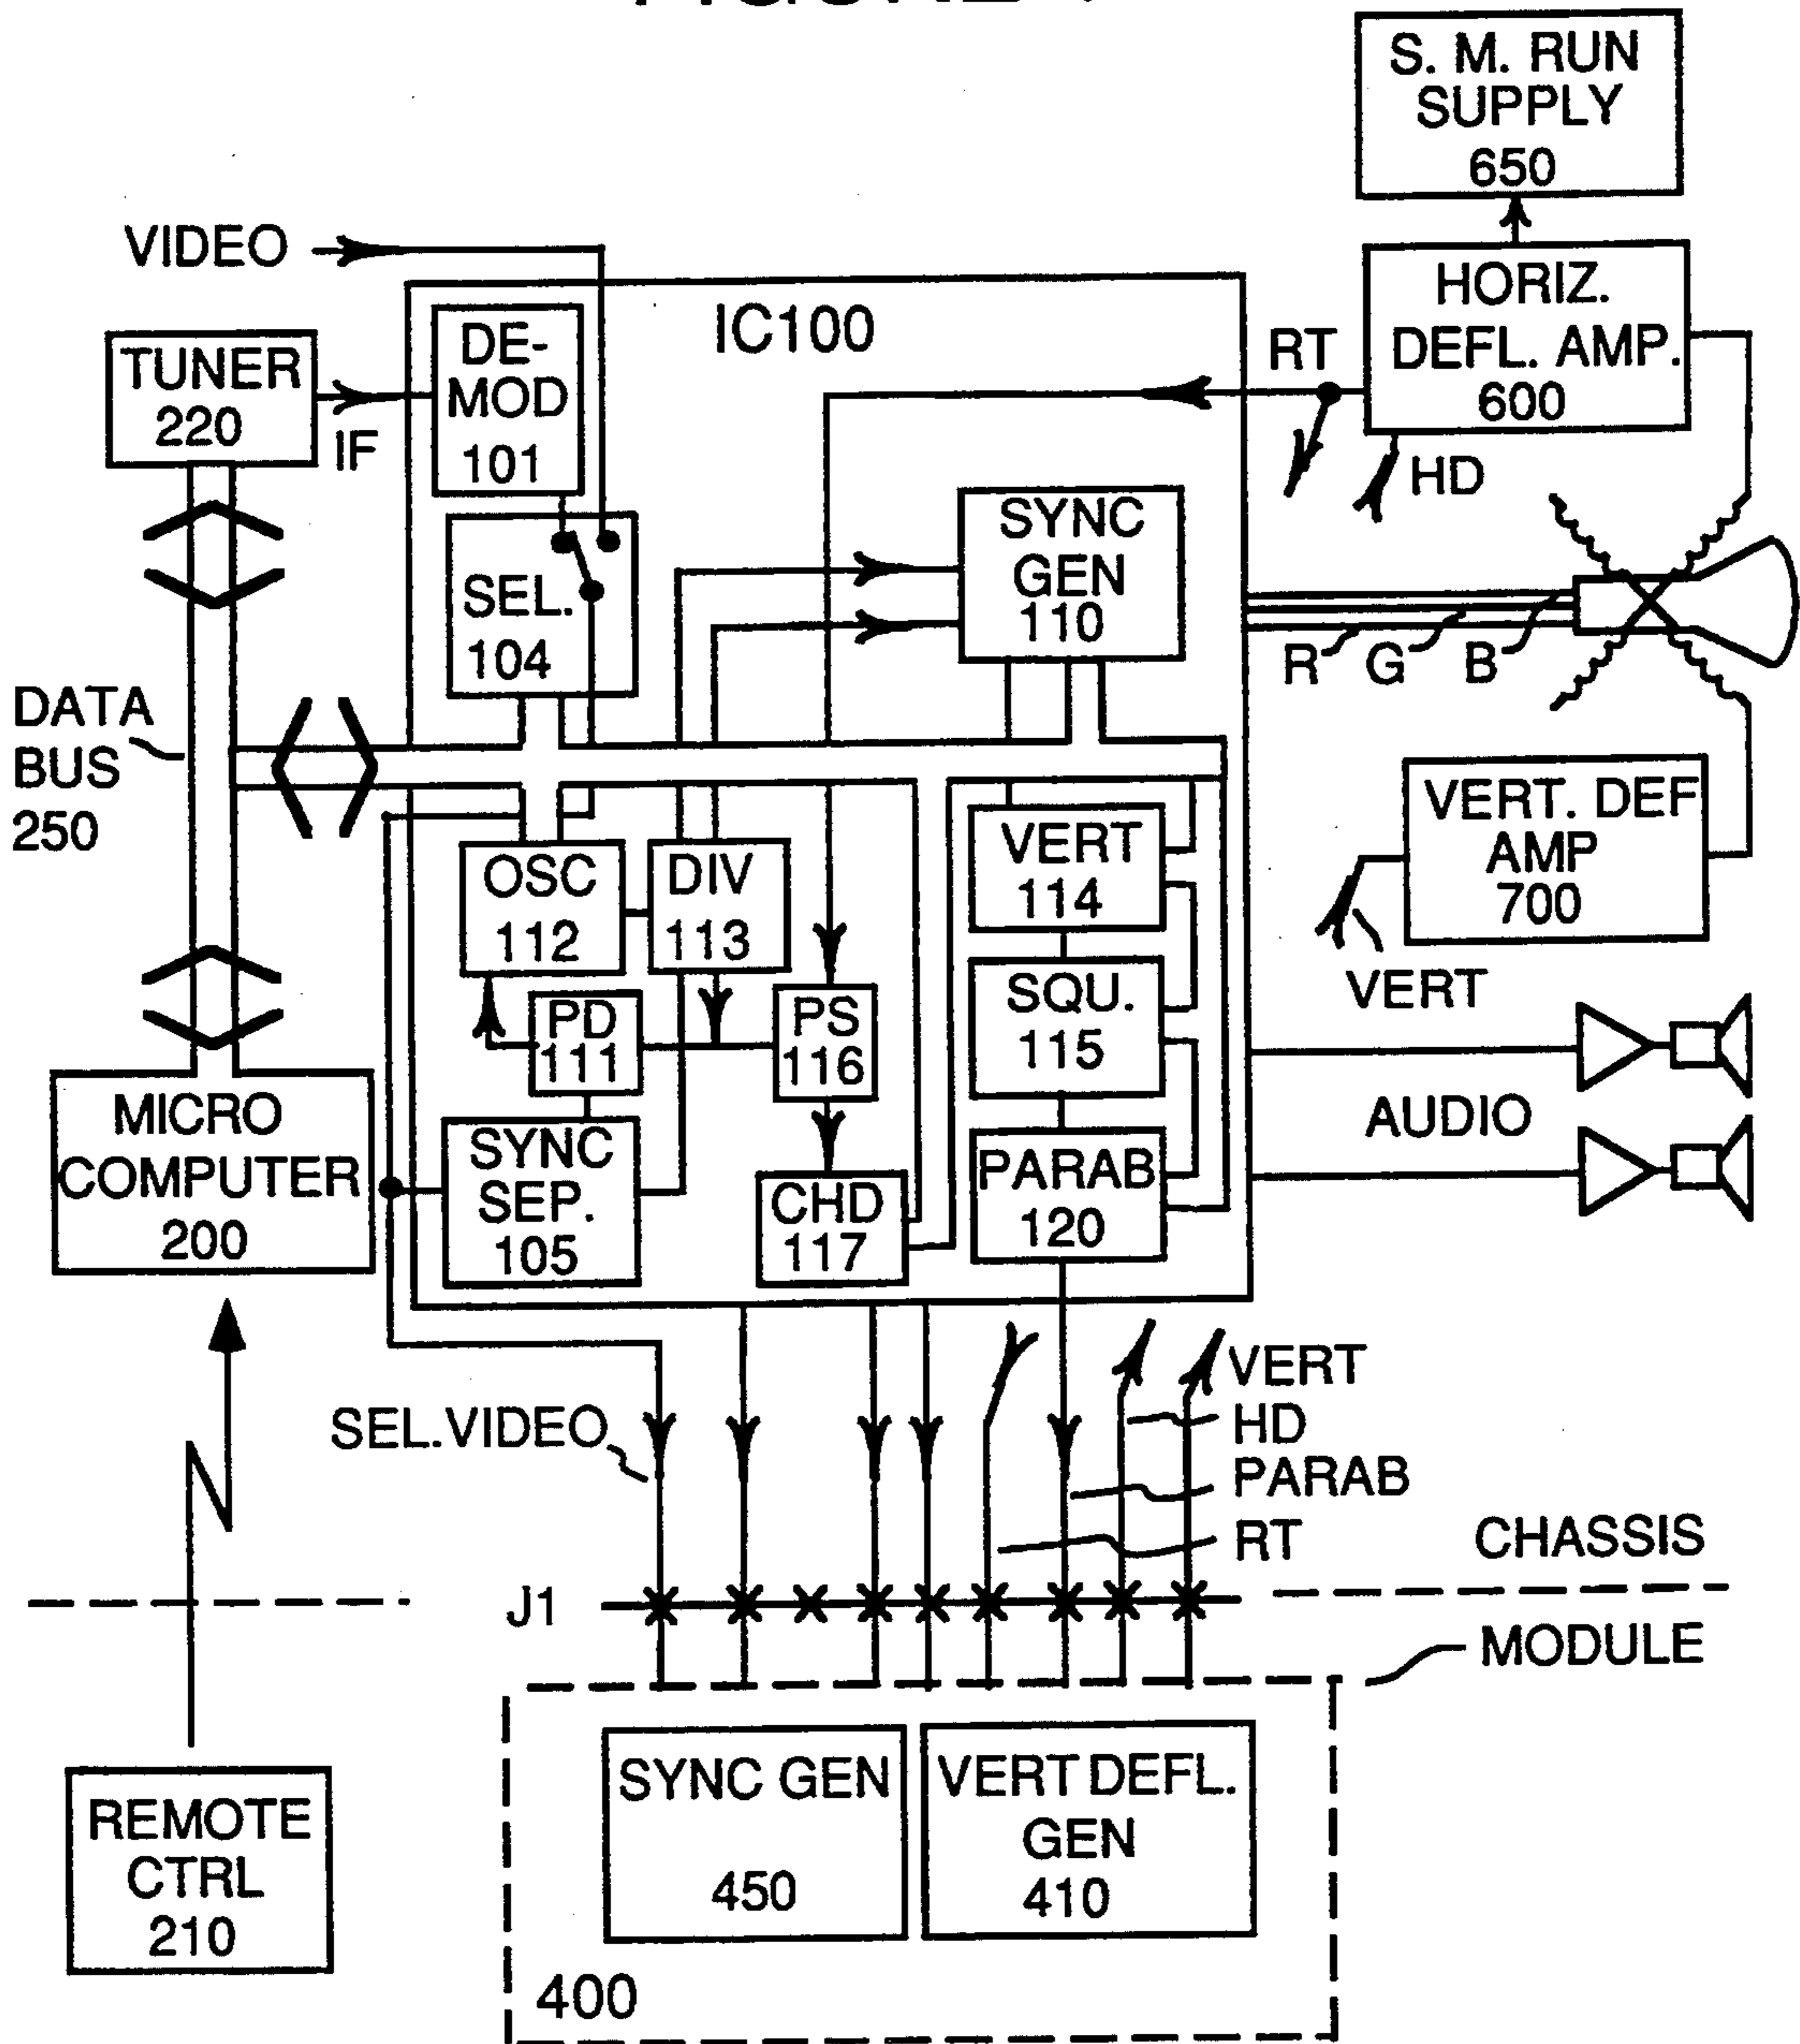 S. M. RUN
SUPPLY
650
VIDEO
HORIZ.
DEFL. AMP.
600
IC100
DE-
MOD
101
TUNER
220
IF
RT
HD
SYNC
GEN
110
SEL.
104
R
G
B
DATA
BUS
250
VERT. DEF
AMP
700
VERT
OSC
112
DIV
113
VERT
114
SQU.
115
PD
111
PS
116
MICRO
COMPUTER
200
SYNC
SEP.
105
CHD
117
PARAB
120
AUDIO
VERT
HD
PARAB
RT
SEL.VIDEO
CHASSIS
J1
MODULE
SYNC GEN
450
VERT DEFL.
GEN
410
REMOTE
CTRL
210
400